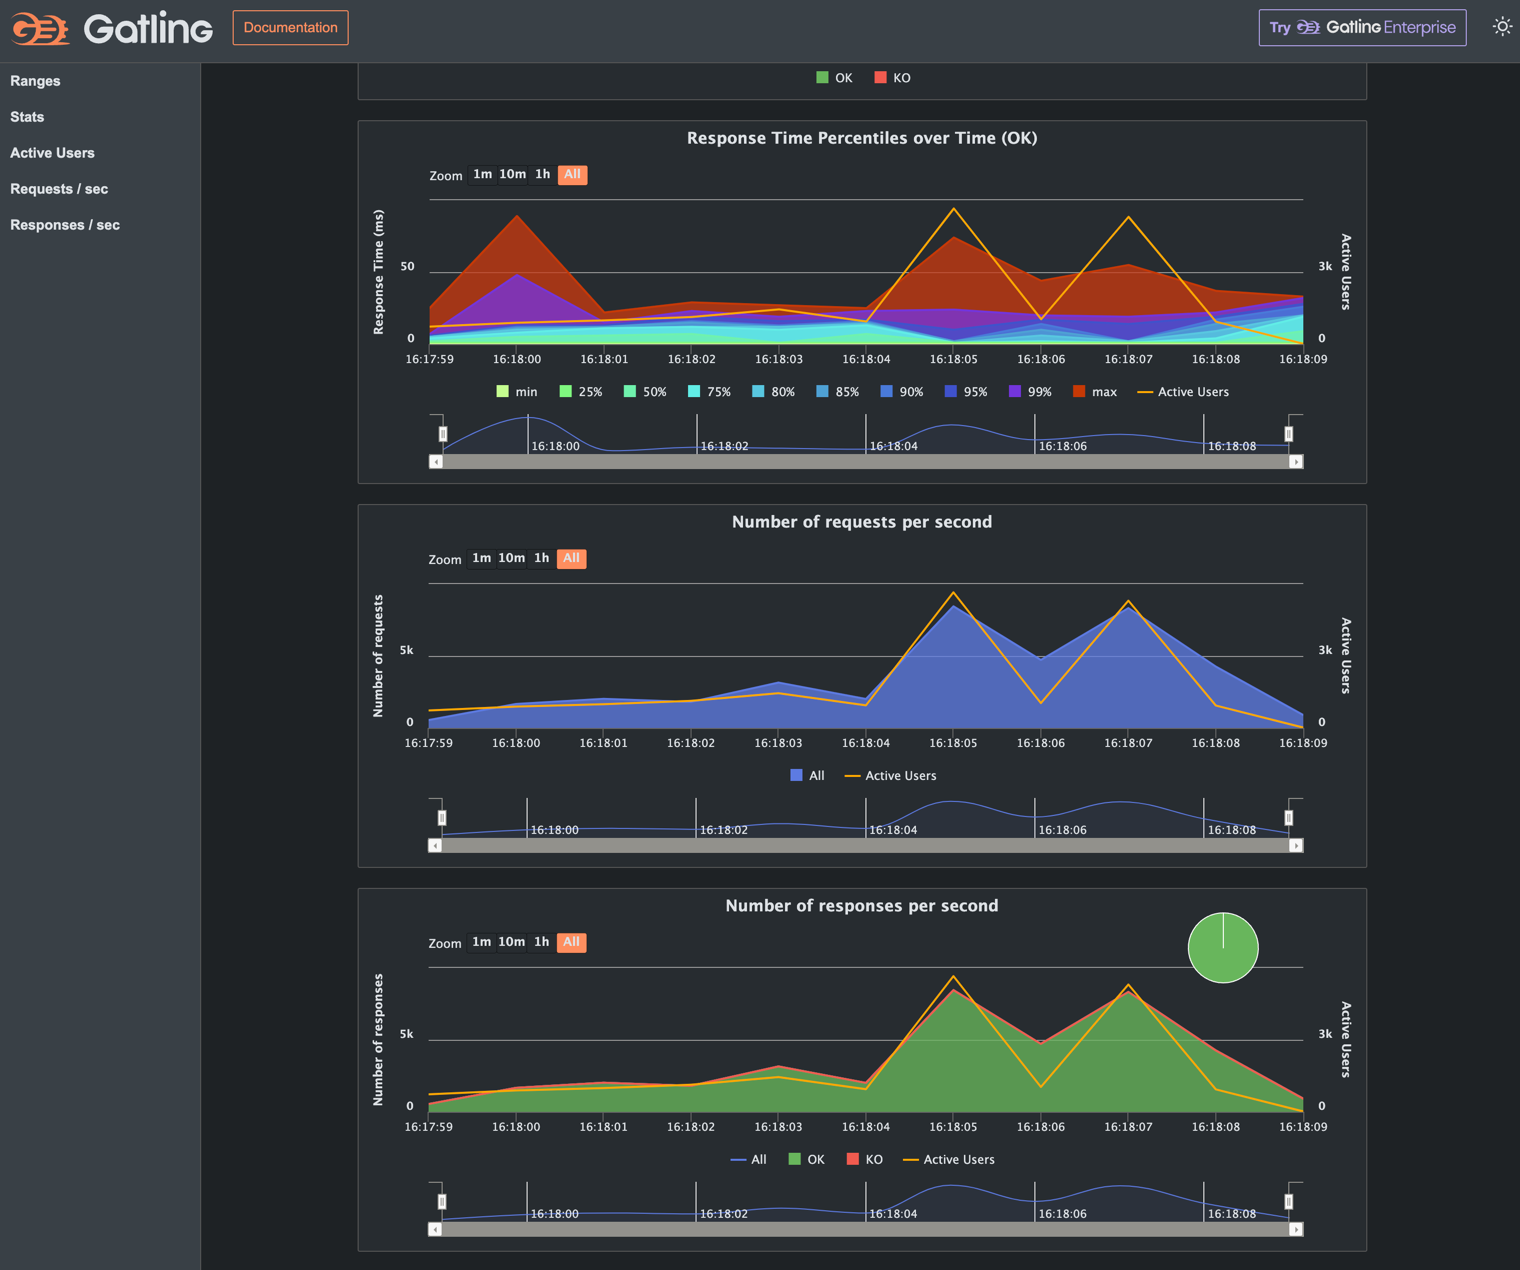 Gatling
Documentation
Try Gatling Enterprise
Ranges
Stats
Active Users
Requests / sec
Responses / sec
OK KO
Response Time Percentiles over Time (OK)
Zoom 1m 10m 1h All
Response Time (ms)
50
0
Active Users
3k
0
16:17:59 16:18:00 16:18:01 16:18:02 16:18:03 16:18:04 16:18:05 16:18:06 16:18:07 16:18:08 16:18:09
min 25% 50% 75% 80% 85% 90% 95% 99% max Active Users
16:18:00 16:18:02 16:18:04 16:18:06 16:18:08
Number of requests per second
Zoom 1m 10m 1h All
Number of requests
5k
0
Active Users
3k
0
16:17:59 16:18:00 16:18:01 16:18:02 16:18:03 16:18:04 16:18:05 16:18:06 16:18:07 16:18:08 16:18:09
All Active Users
16:18:00 16:18:02 16:18:04 16:18:06 16:18:08
Number of responses per second
Zoom 1m 10m 1h All
Number of responses
5k
0
Active Users
3k
0
16:17:59 16:18:00 16:18:01 16:18:02 16:18:03 16:18:04 16:18:05 16:18:06 16:18:07 16:18:08 16:18:09
All OK KO Active Users
16:18:00 16:18:02 16:18:04 16:18:06 16:18:08